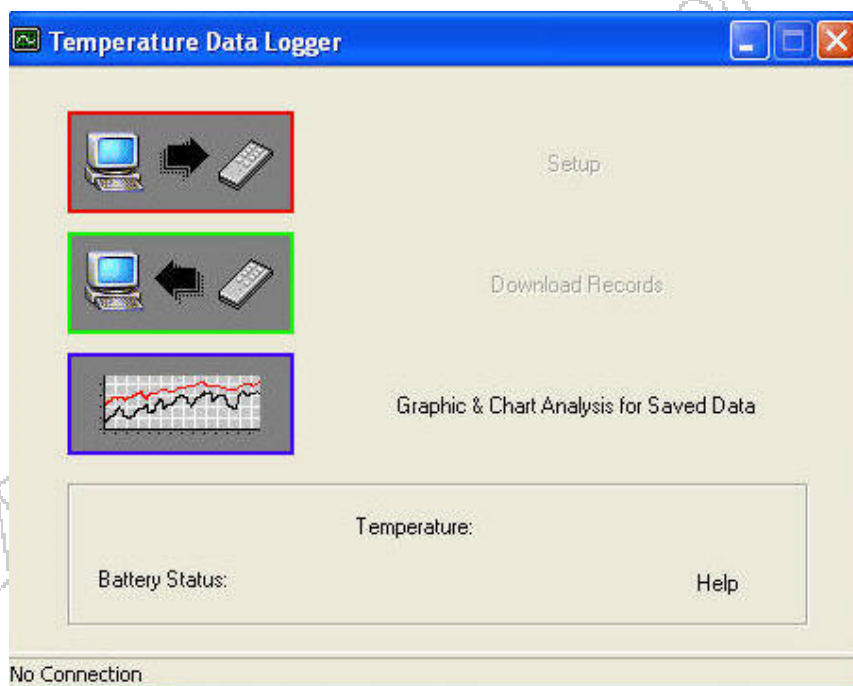 Temperature Data Logger
Setup
Download Records
Graphic & Chart Analysis for Saved Data
Temperature:
Battery Status:
Help
No Connection